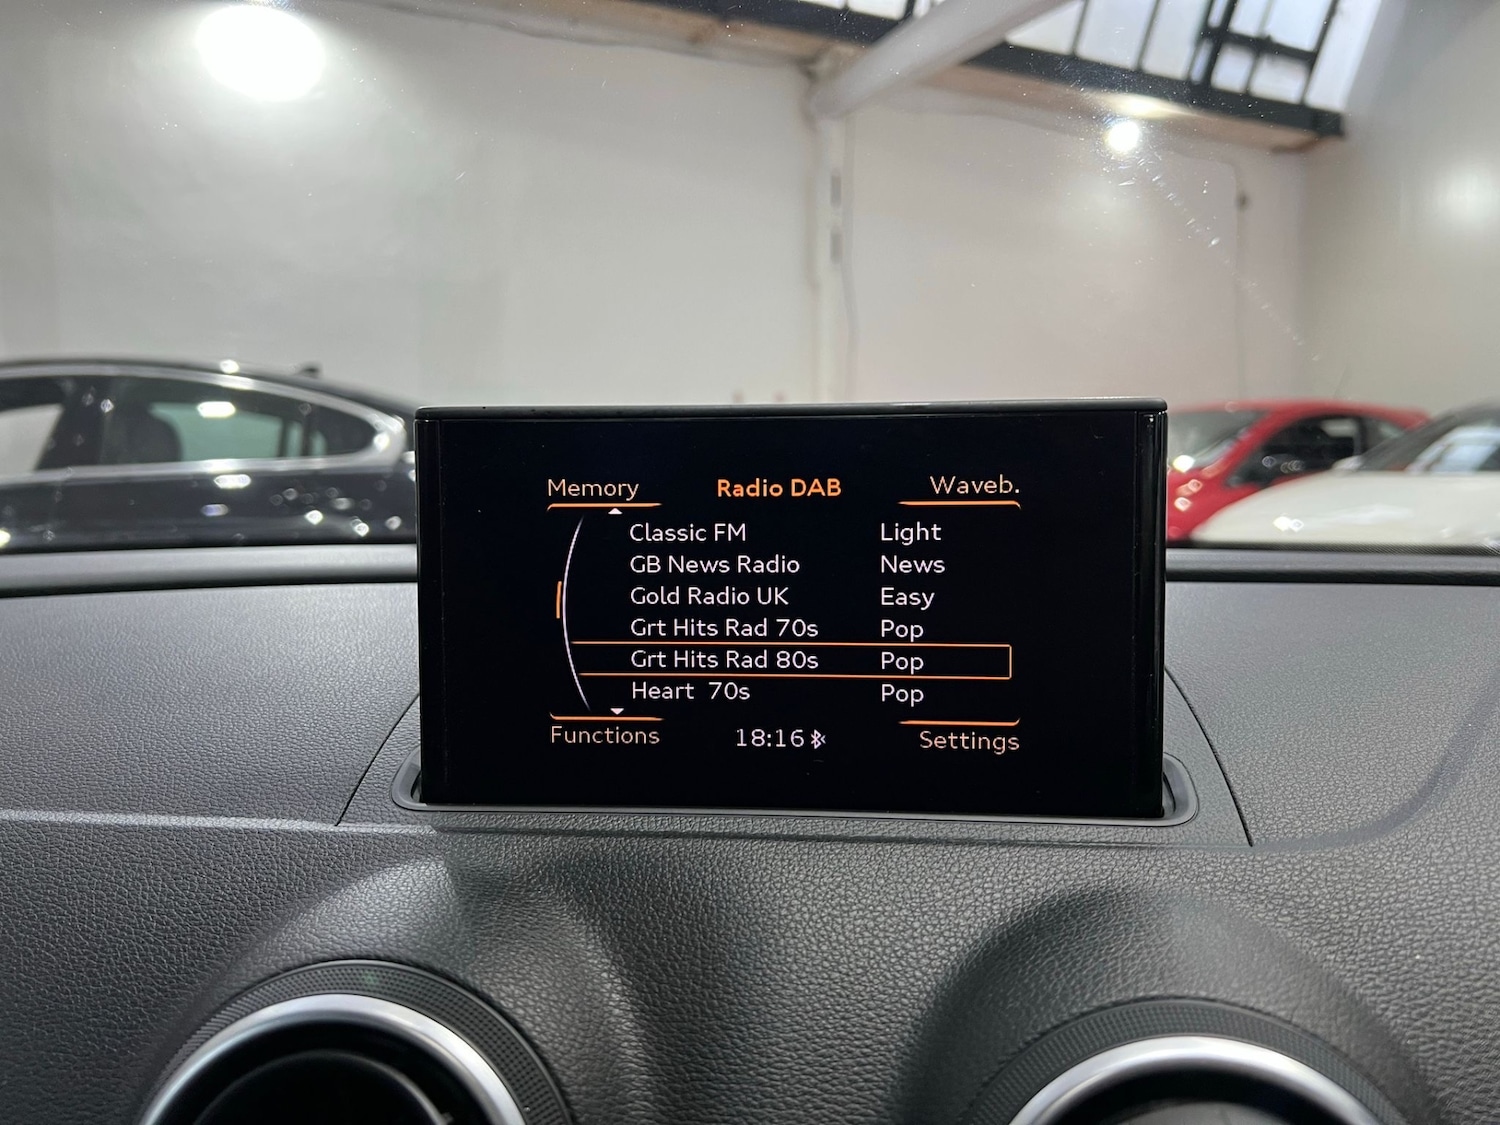 Memory Radio DAB Waveb.
Classic FM Light
GB News Radio News
Gold Radio UK Easy
Grt Hits Rad 70s Pop
Grt Hits Rad 80s Pop
Heart 70s Pop
Functions 18:16 Settings